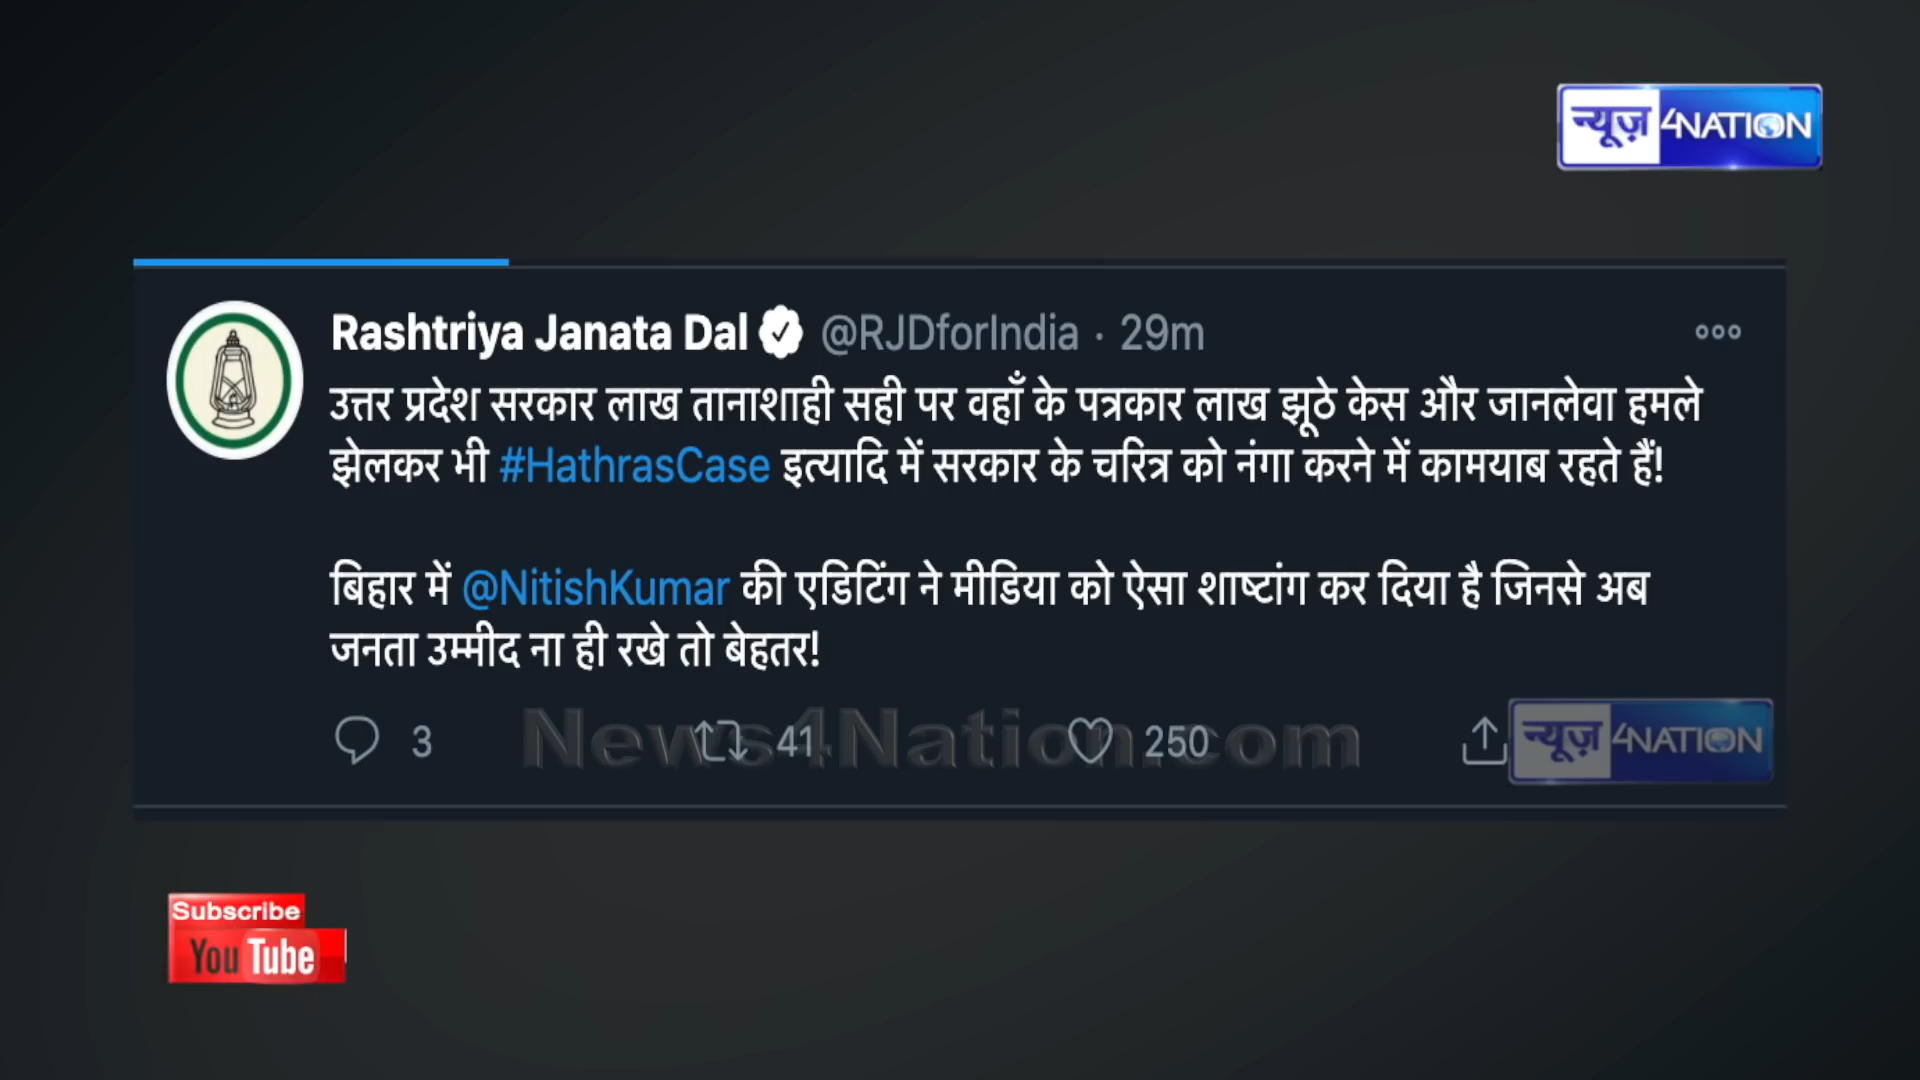 न्यूज़ 4NATION
Rashtriya Janata Dal @RJDforIndia · 29m
उत्तर प्रदेश सरकार लाख तानाशाही सही पर वहाँ के पत्रकार लाख झूठे केस और जानलेवा हमले
झेलकर भी #HathrasCase इत्यादि में सरकार के चरित्र को नंगा करने में कामयाब रहते हैं!
बिहार में @NitishKumar की एडिटिंग ने मीडिया को ऐसा शाष्टांग कर दिया है जिनसे अब
जनता उम्मीद ना ही रखे तो बेहतर!
3 41 250
News4Nation.com
न्यूज़ 4NATION
Subscribe
YouTube